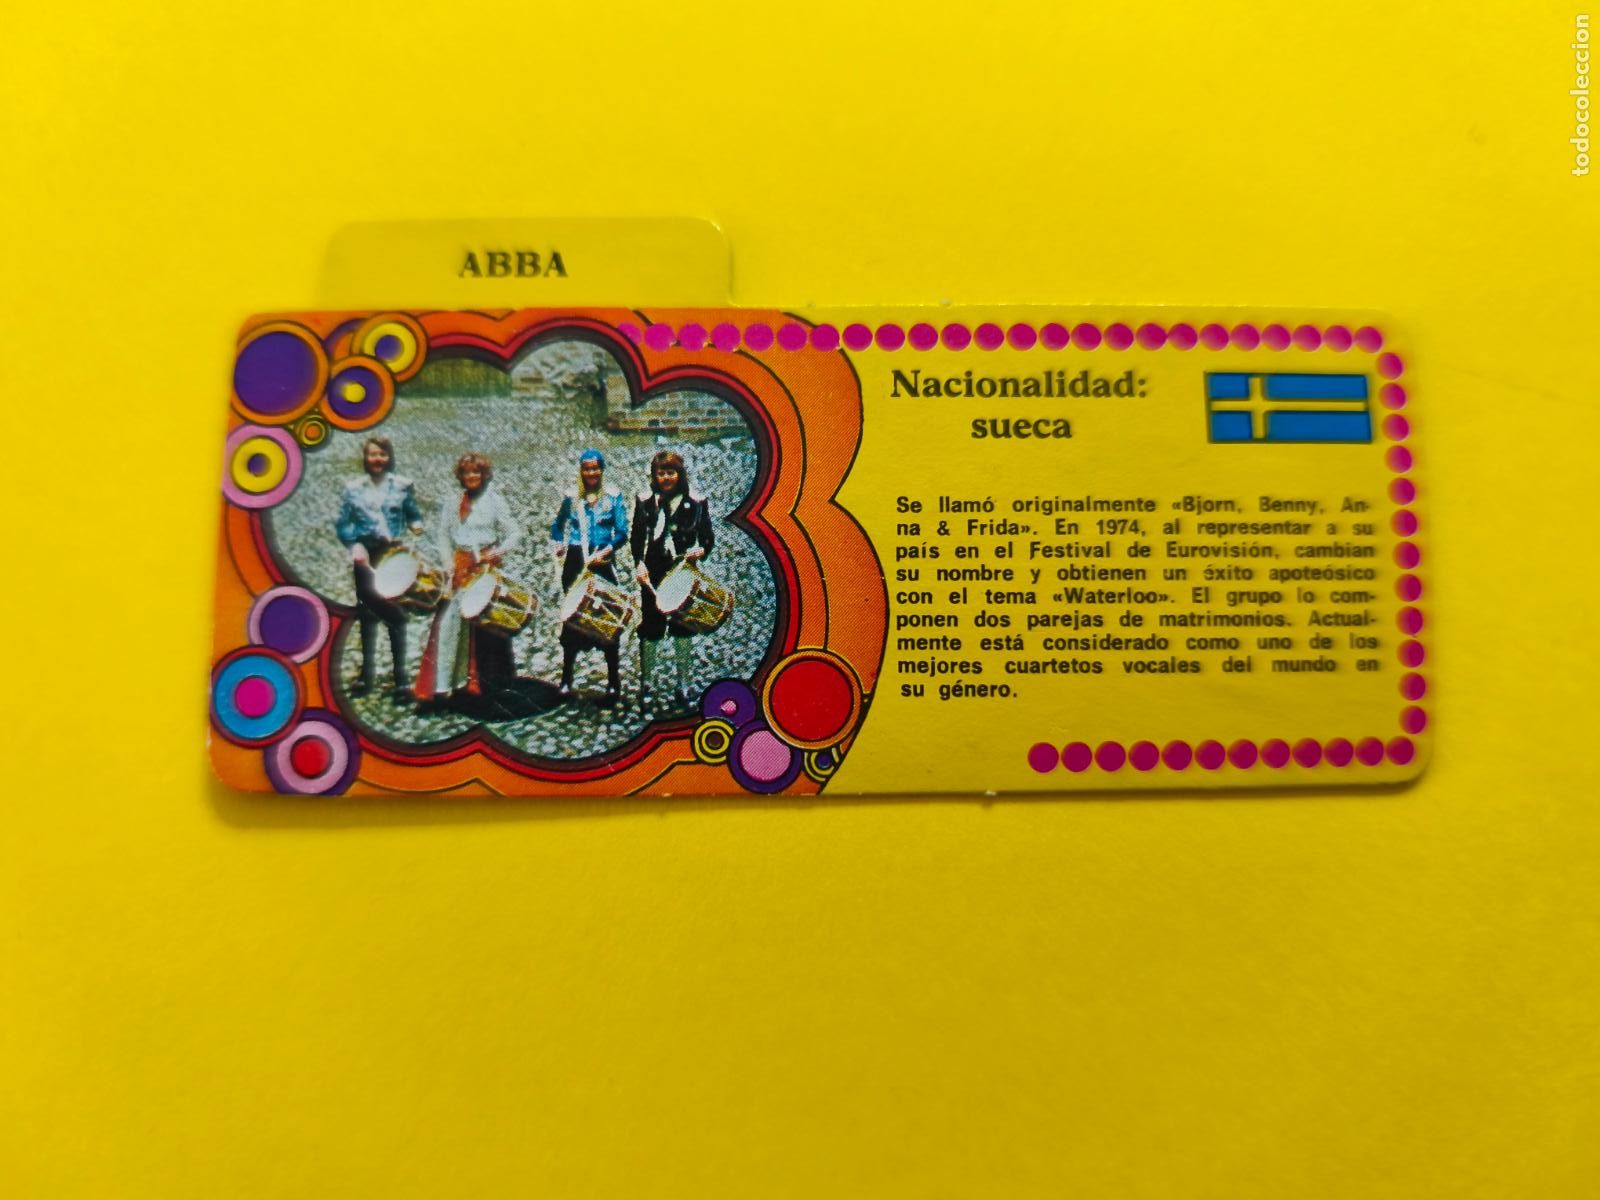 ABBA
Nacionalidad:
sueca
Se llamó originalmente «Bjorn, Benny, An-
na & Frida». En 1974, al representar a su
país en el Festival de Eurovisión, cambian
su nombre y obtienen un éxito apoteósico
con el tema «Waterloo». El grupo lo com-
ponen dos parejas de matrimonios. Actual-
mente está considerado como uno de los
mejores cuartetos vocales del mundo en
su género.
todocoleccion